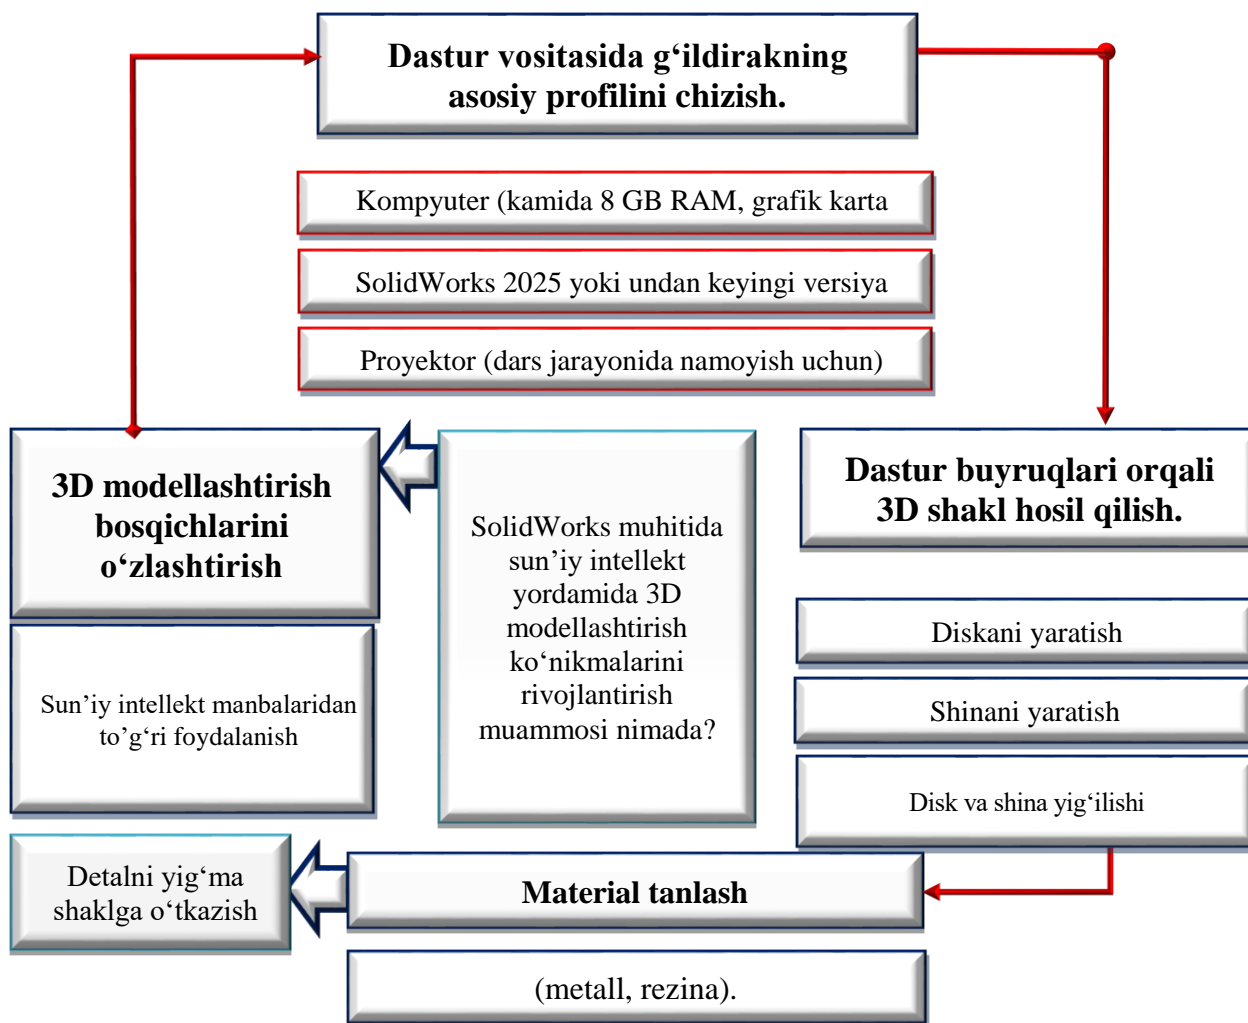 Dastur vositasida g‘ildirakning
asosiy profilini chizish.
Kompyuter (kamida 8 GB RAM, grafik karta
SolidWorks 2025 yoki undan keyingi versiya
Proyektor (dars jarayonida namoyish uchun)
3D modellashtirish
bosqichlarini
o‘zlashtirish
Sun’iy intellekt manbalaridan
to’g‘ri foydalanish
SolidWorks muhitida
sun’iy intellekt
yordamida 3D
modellashtirish
ko‘nikmalarini
rivojlantirish
muammosi nimada?
Dastur buyruqlari orqali
3D shakl hosil qilish.
Diskani yaratish
Shinani yaratish
Disk va shina yig‘ilishi
Detalni yig‘ma
shaklga o‘tkazish
Material tanlash
(metall, rezina).